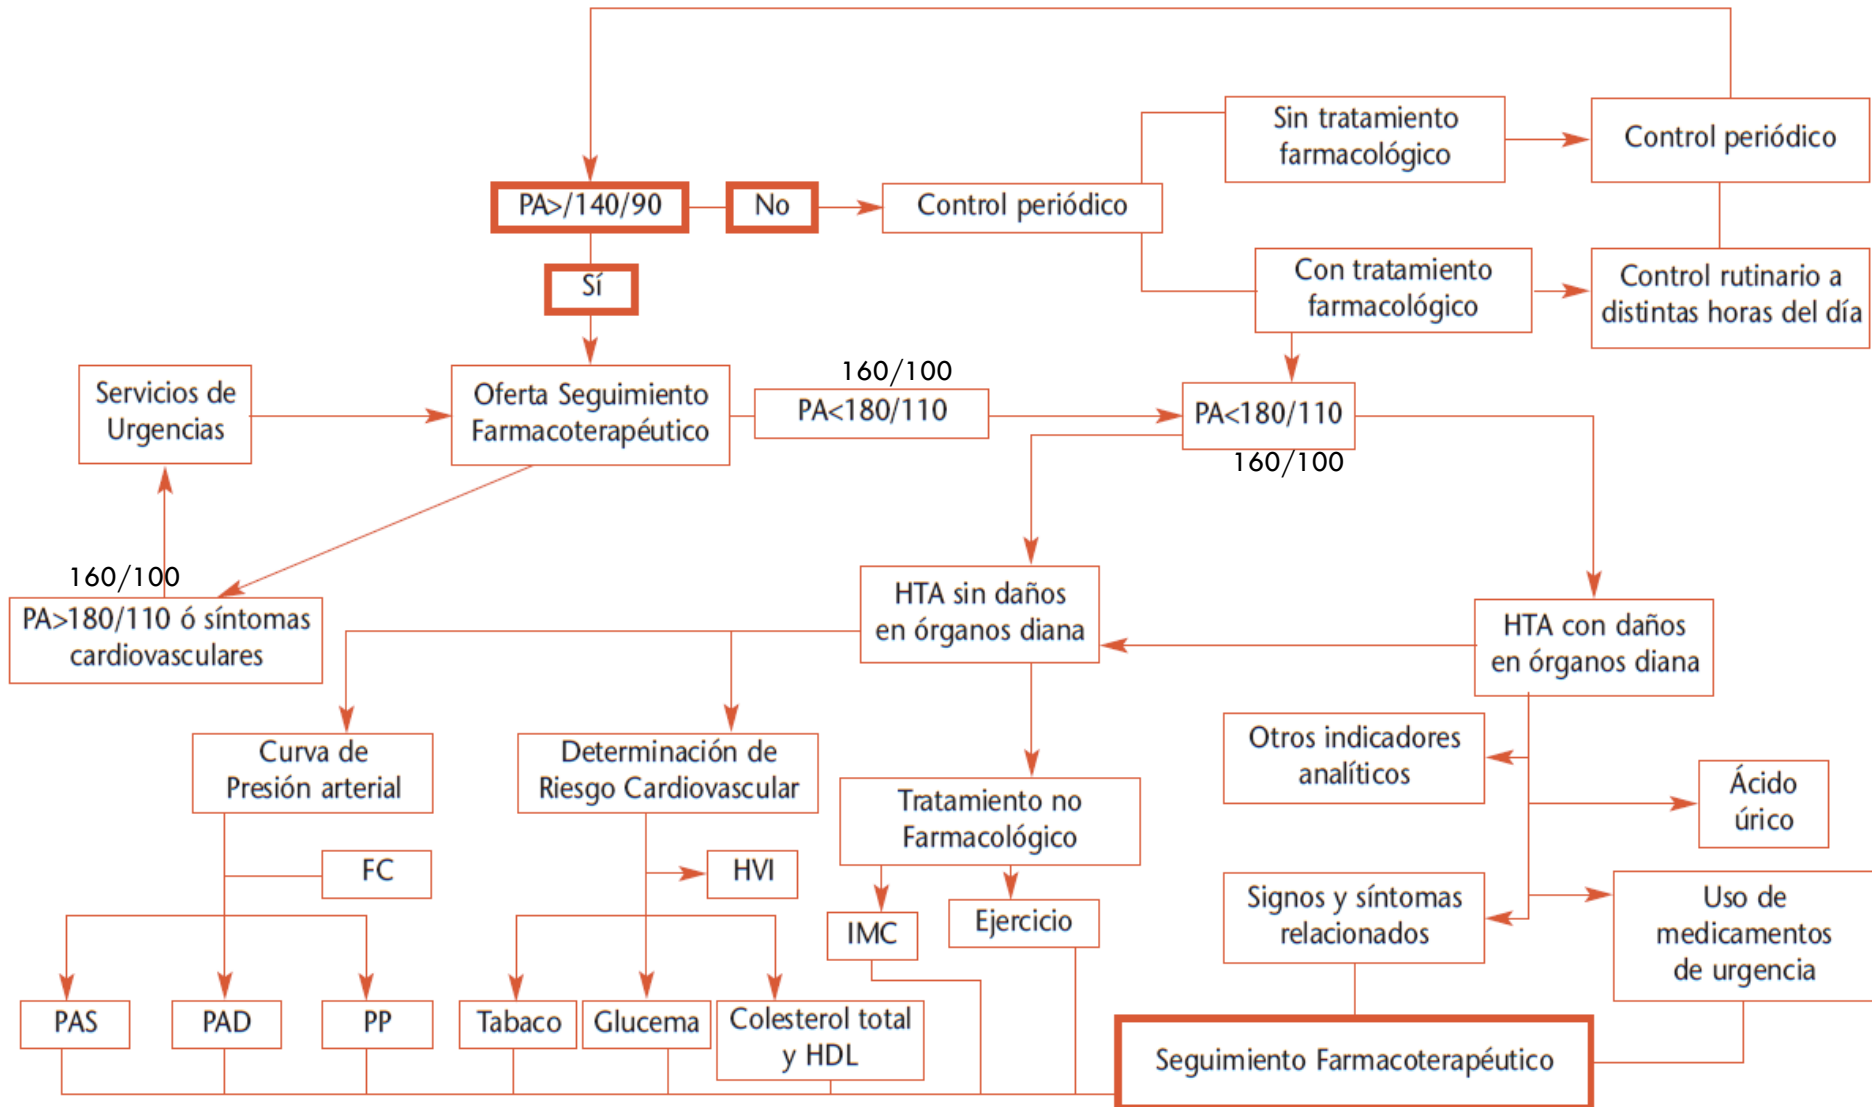 Sin tratamiento
farmacológico
Control periódico
PA>/140/90
No
Control periódico
Sí
Con tratamiento
farmacológico
Control rutinario a
distintas horas del día
Servicios de
Urgencias
Oferta Seguimiento
Farmacoterapéutico
160/100
PA<180/110
PA<180/110
160/100
160/100
PA>180/110 ó síntomas
cardiovasculares
HTA sin daños
en órganos diana
HTA con daños
en órganos diana
Curva de
Presión arterial
Determinación de
Riesgo Cardiovascular
Tratamiento no
Farmacológico
Otros indicadores
analíticos
Ácido
úrico
FC
HVI
IMC
Ejercicio
Signos y síntomas
relacionados
Uso de
medicamentos
de urgencia
PAS
PAD
PP
Tabaco
Glucema
Colesterol total
y HDL
Seguimiento Farmacoterapéutico